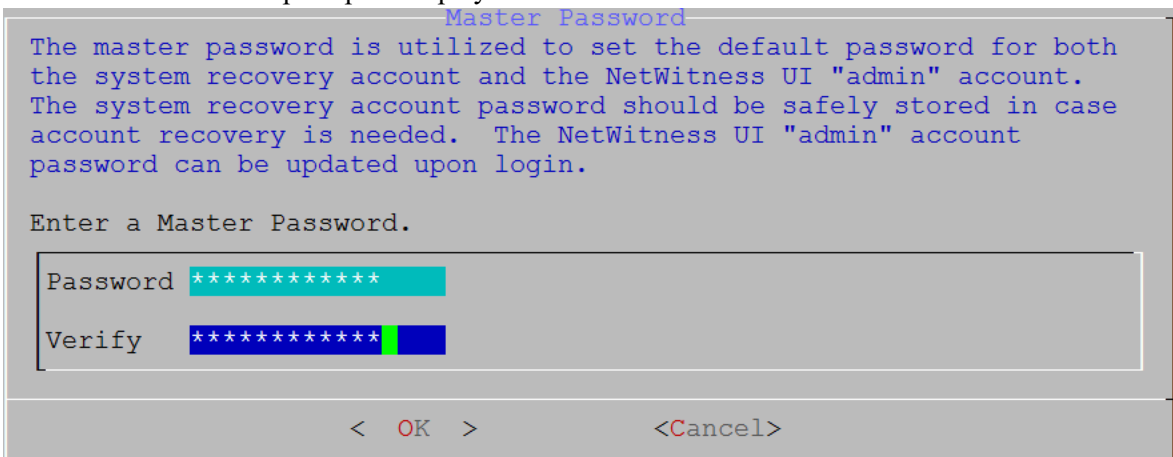 Master Password
The master password is utilized to set the default password for both
the system recovery account and the NetWitness UI "admin" account.
The system recovery account password should be safely stored in case
account recovery is needed.  The NetWitness UI "admin" account
password can be updated upon login.
Enter a Master Password.
Password ************
Verify ************
< OK > <Cancel>